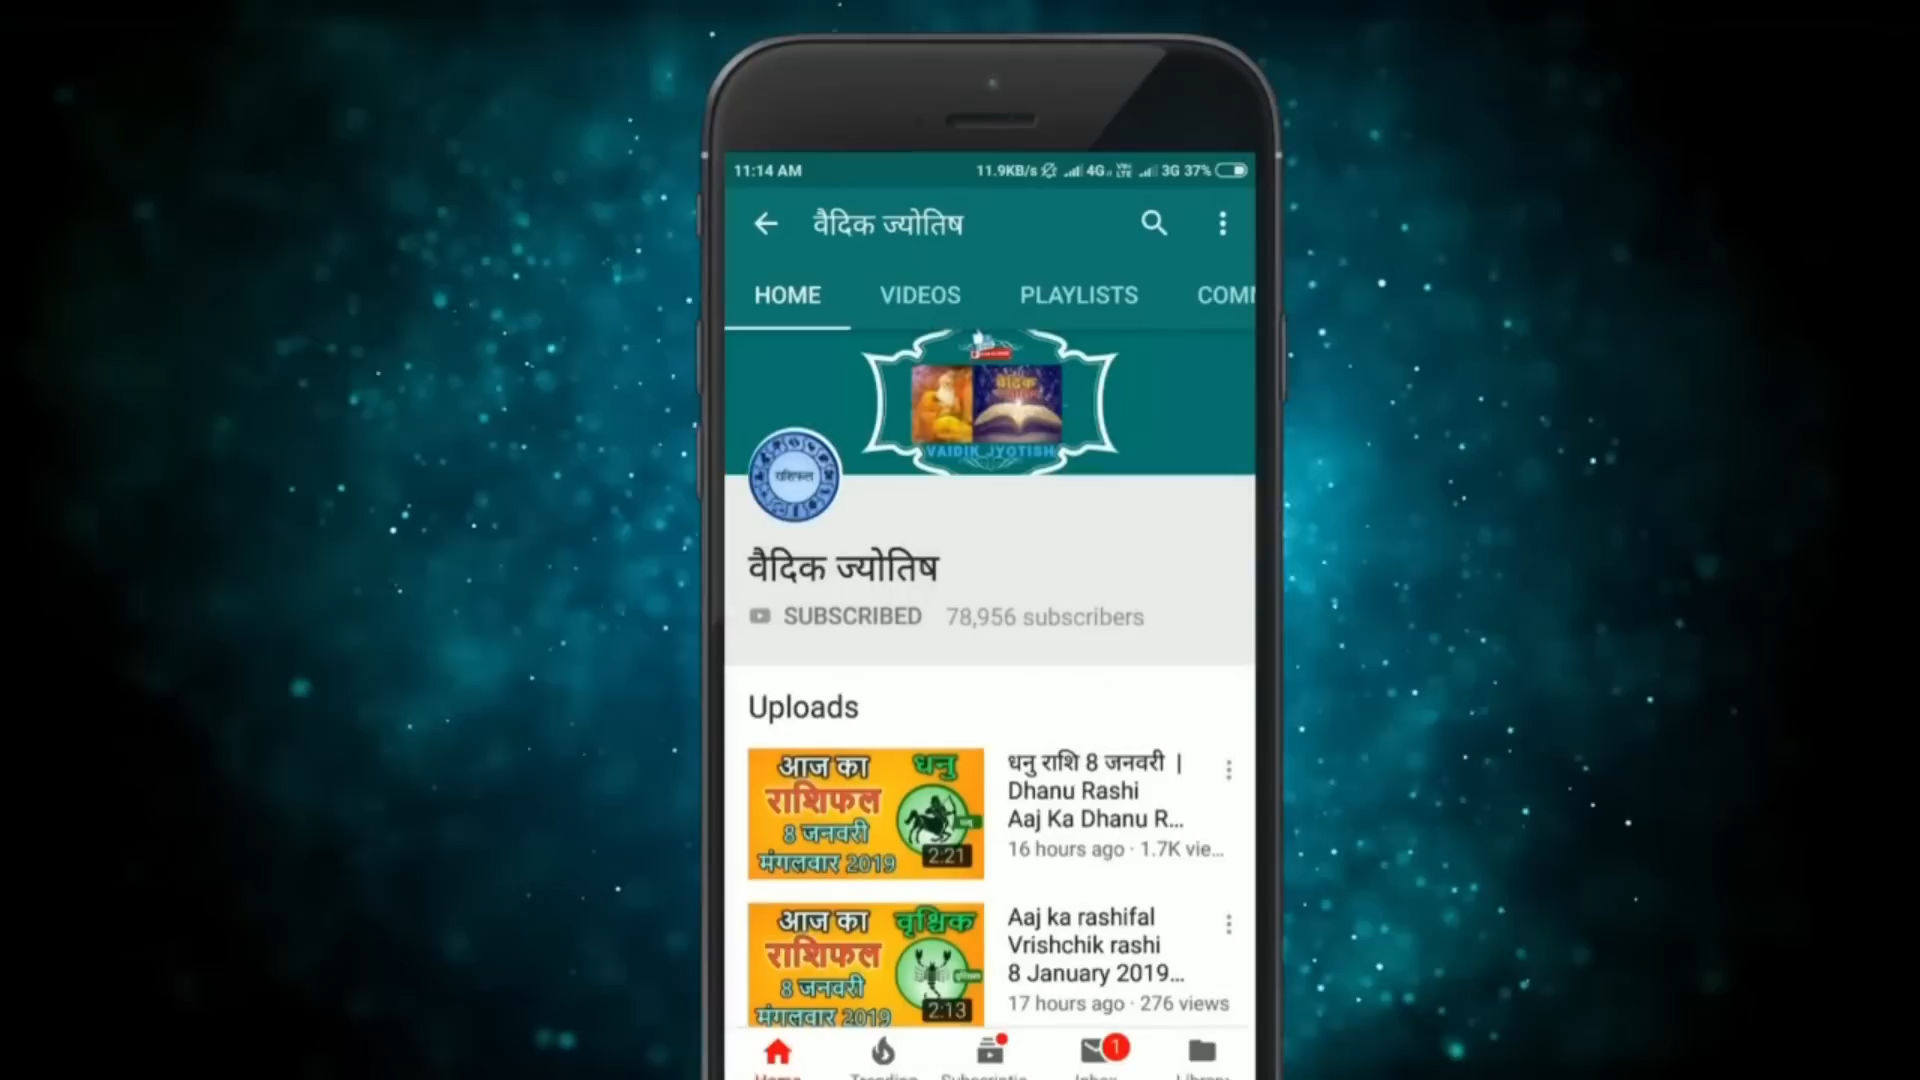 11:14 AM 11.9KB/s 4G VoLTE 3G 37%
वैदिक ज्योतिष
HOME VIDEOS PLAYLISTS COMM
वैदिक
VAIDIK JYOTISH
राशिफल
वैदिक ज्योतिष
SUBSCRIBED 78,956 subscribers
Uploads
आज का धनु
राशिफल
8 जनवरी
मंगलवार 2019
2:21
धनु राशि 8 जनवरी |
Dhanu Rashi
Aaj Ka Dhanu R...
16 hours ago · 1.7K vie...
आज का वृश्चिक
राशिफल
8 जनवरी
मंगलवार 2019
2:13
Aaj ka rashifal
Vrishchik rashi
8 January 2019...
17 hours ago · 276 views
1